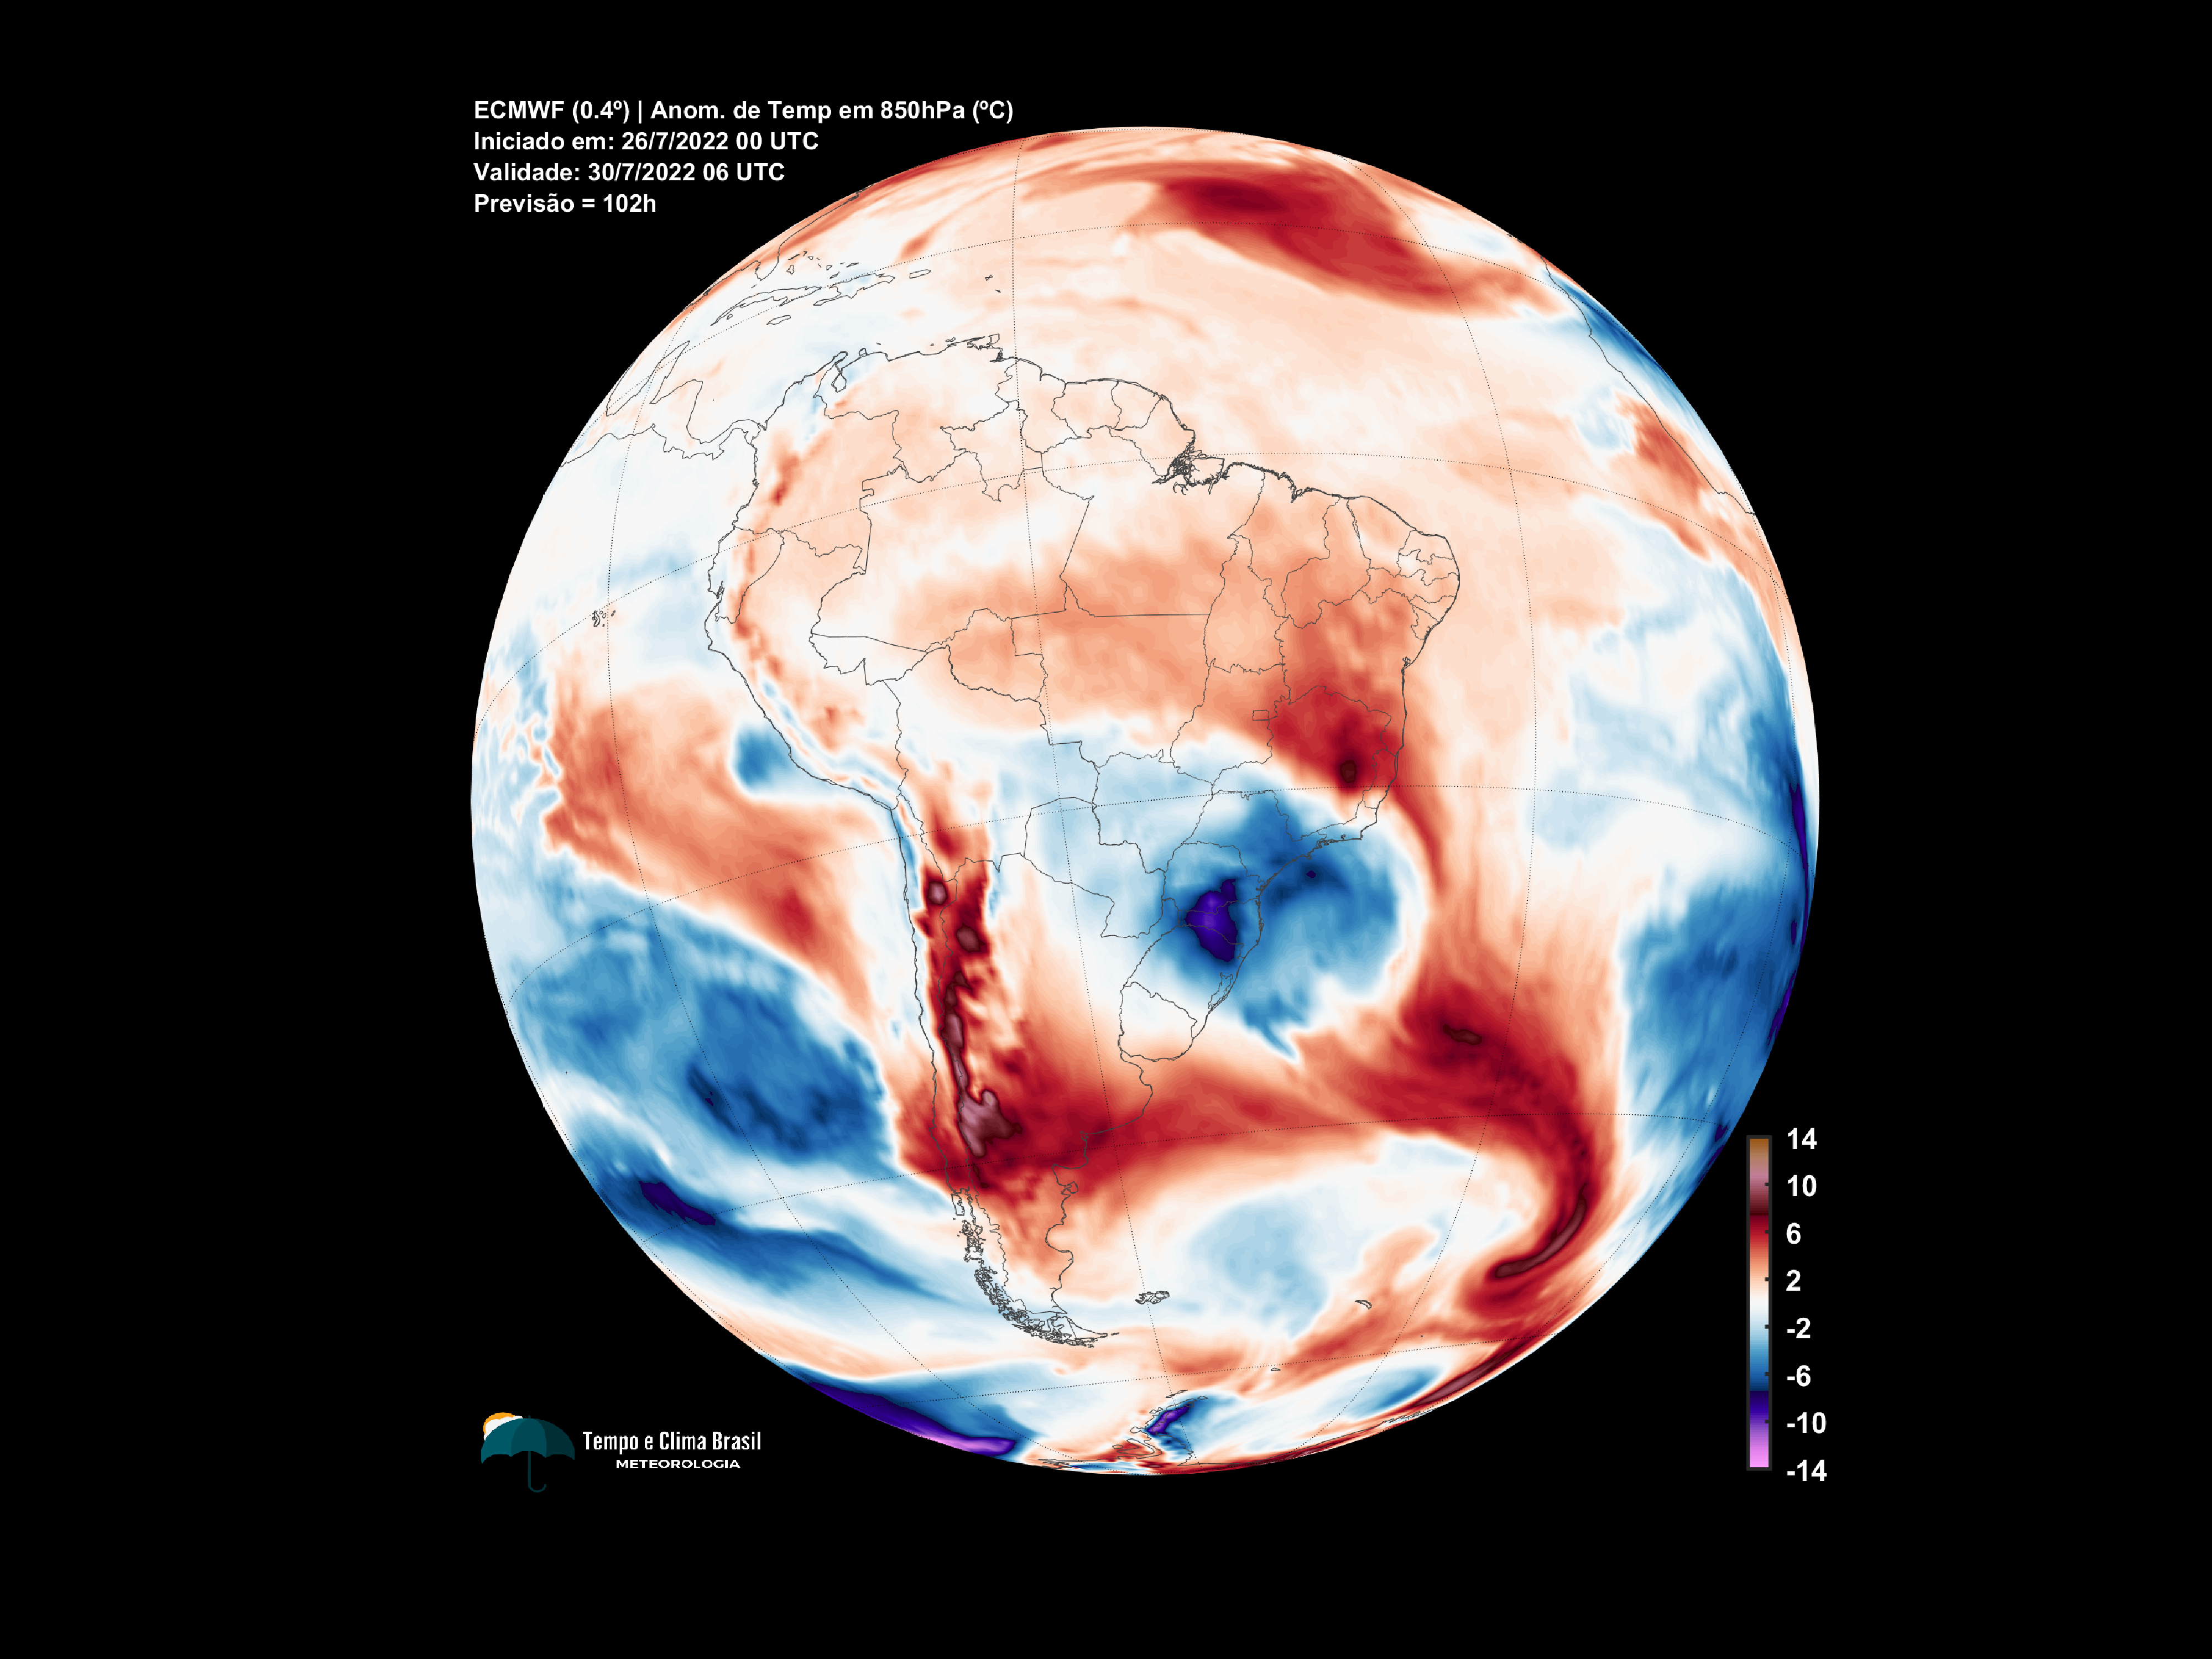 ECMWF (0.4º) | Anom. de Temp em 850hPa (ºC)
Iniciado em: 26/7/2022 00 UTC
Validade: 30/7/2022 06 UTC
Previsão = 102h
14
10
6
2
-2
-6
-10
-14
Tempo e Clima Brasil
METEOROLOGIA